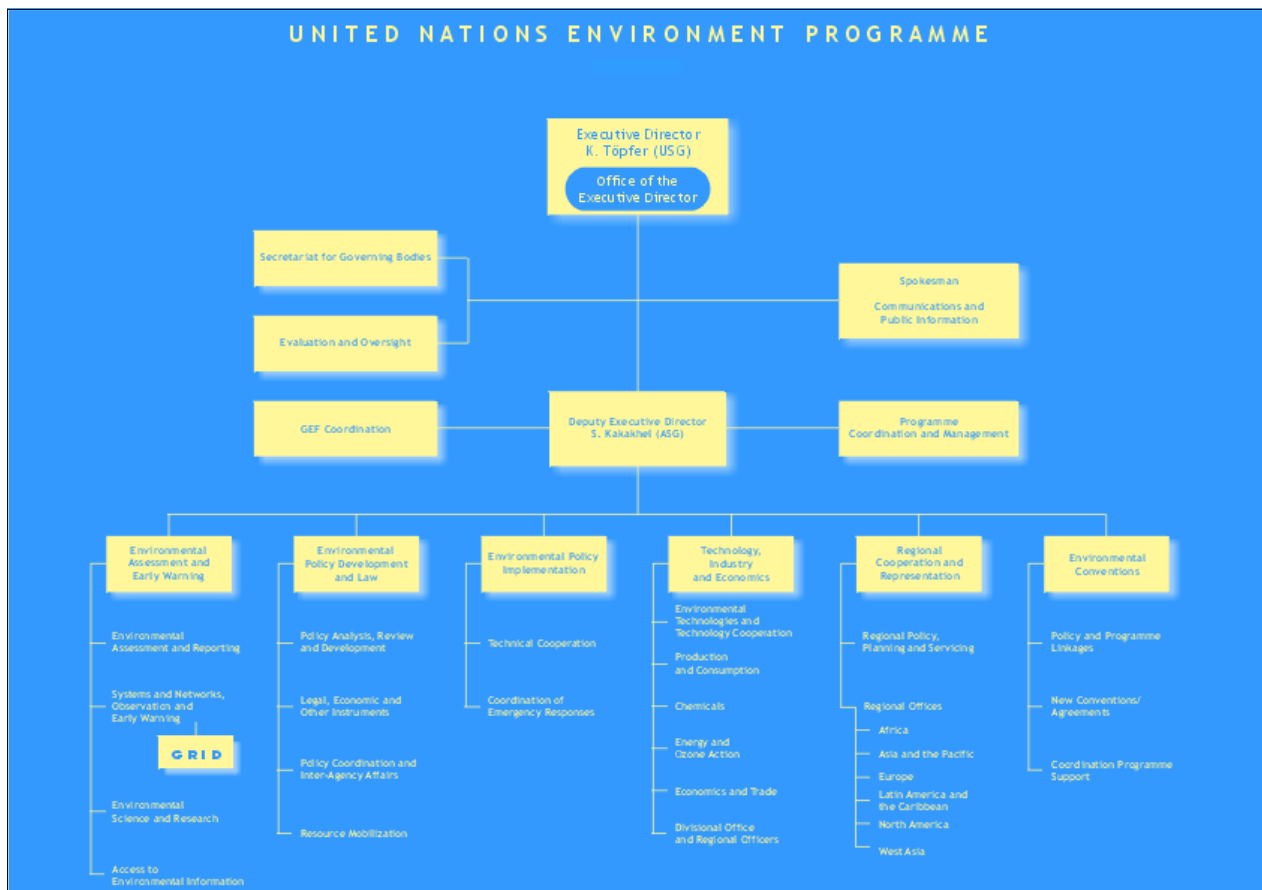 UNITED NATIONS ENVIRONMENT PROGRAMME
Executive Director
K. Töpfer (USG)
Office of the
Executive Director
Secretariat for Governing Bodies
Spokesman
Communications and
Public Information
Evaluation and Oversight
GEF Coordination
Deputy Executive Director
S. Kakakhel (ASG)
Programme
Coordination and Management
Environmental
Assessment and
Early Warning
Environmental
Assessment and Reporting
Systems and Networks,
Observation and
Early Warning
GRID
Environmental
Science and Research
Access to
Environmental Information
Environmental
Policy Development
and Law
Policy Analysis, Review
and Development
Legal, Economic and
Other Instruments
Policy Coordination and
Inter-Agency Affairs
Resource Mobilization
Environmental Policy
Implementation
Technical Cooperation
Coordination of
Emergency Responses
Technology,
Industry
and Economics
Environmental
Technologies and
Technology Cooperation
Production
and Consumption
Chemicals
Energy and
Ozone Action
Economics and Trade
Divisional Office
and Regional Officers
Regional
Cooperation and
Representation
Regional Policy,
Planning and Servicing
Regional Offices
Africa
Asia and the Pacific
Europe
Latin America and
the Caribbean
North America
West Asia
Environmental
Conventions
Policy and Programme
Linkages
New Conventions/
Agreements
Coordination Programme
Support